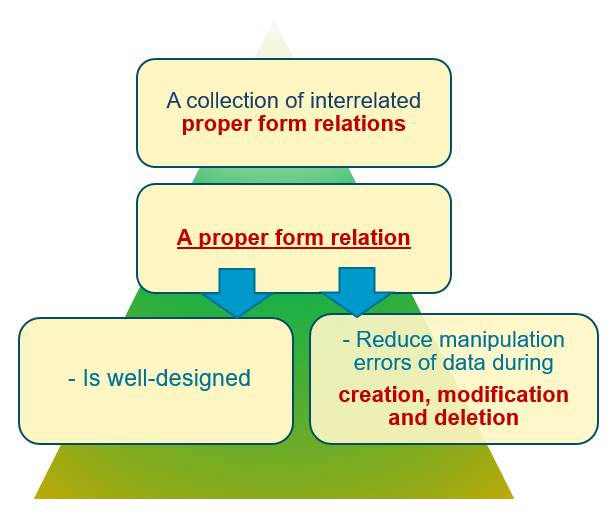 A collection of interrelated
proper form relations
A proper form relation
- Is well-designed
- Reduce manipulation
errors of data during
creation, modification
and deletion